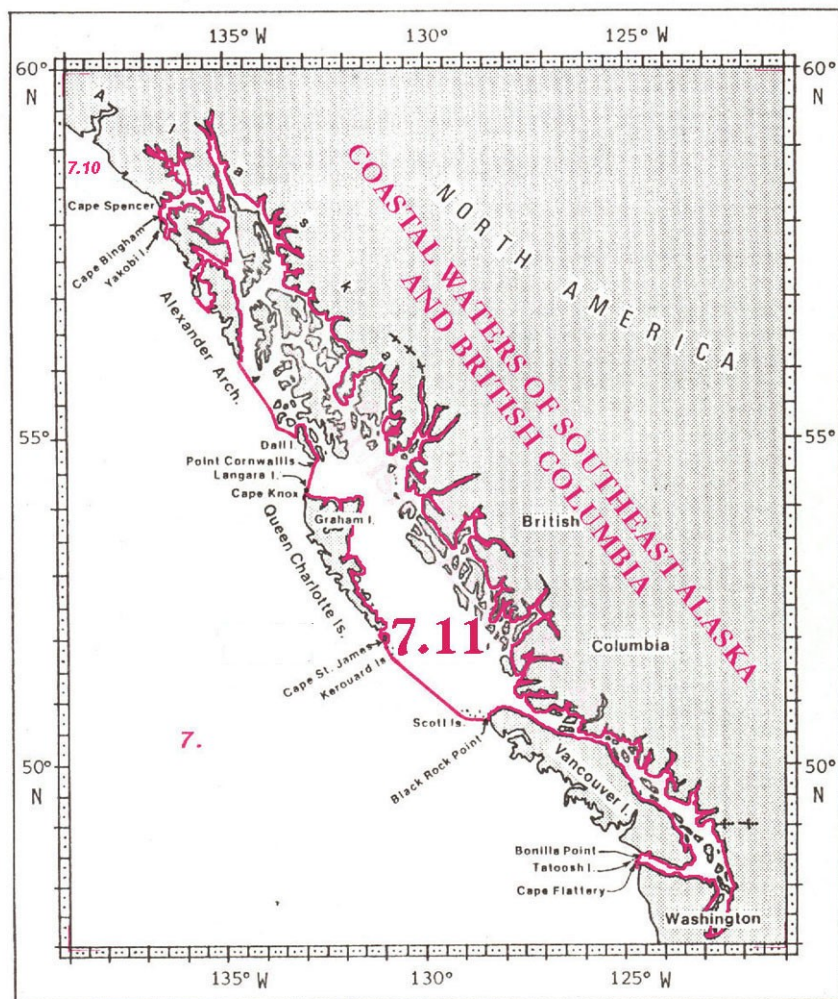 135° W
130°
125°
60°
N
60°
N
A l a s k a
7.10
Cape Spencer
Cape Bingham
Yakobi I.
Alexander Arch.
COASTAL WATERS OF SOUTHEAST ALASKA
AND BRITISH COLUMBIA
NORTH AMERICA
55°
55°
Dall I.
Point Cornwallis
Langara I.
Cape Knox
Graham I.
Queen Charlotte Is.
British
Columbia
7.11
Cape St. James
Kerouard Is
Scott Is.
Black Rock Point
Vancouver I.
7.
50°
N
50°
N
Bonilla Point
Tatoosh I.
Cape Flattery
Washington
135° W
130°
125°